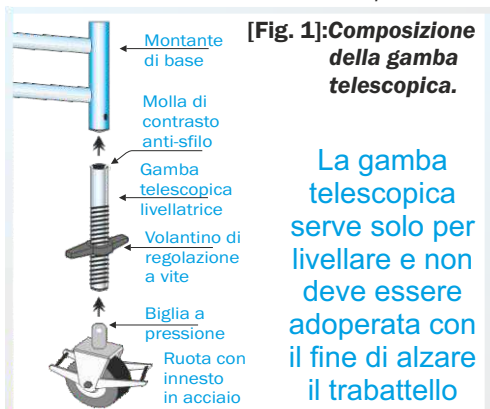 [Fig. 1]:Composizione
della gamba
telescopica.
Montante
di base
Molla di
contrasto
anti-sfilo
Gamba
telescopica
livellatrice
Volantino di
regolazione
a vite
Biglia a
pressione
Ruota con
innesto
in acciaio
La gamba
telescopica
serve solo per
livellare e non
deve essere
adoperata con
il fine di alzare
il trabattello